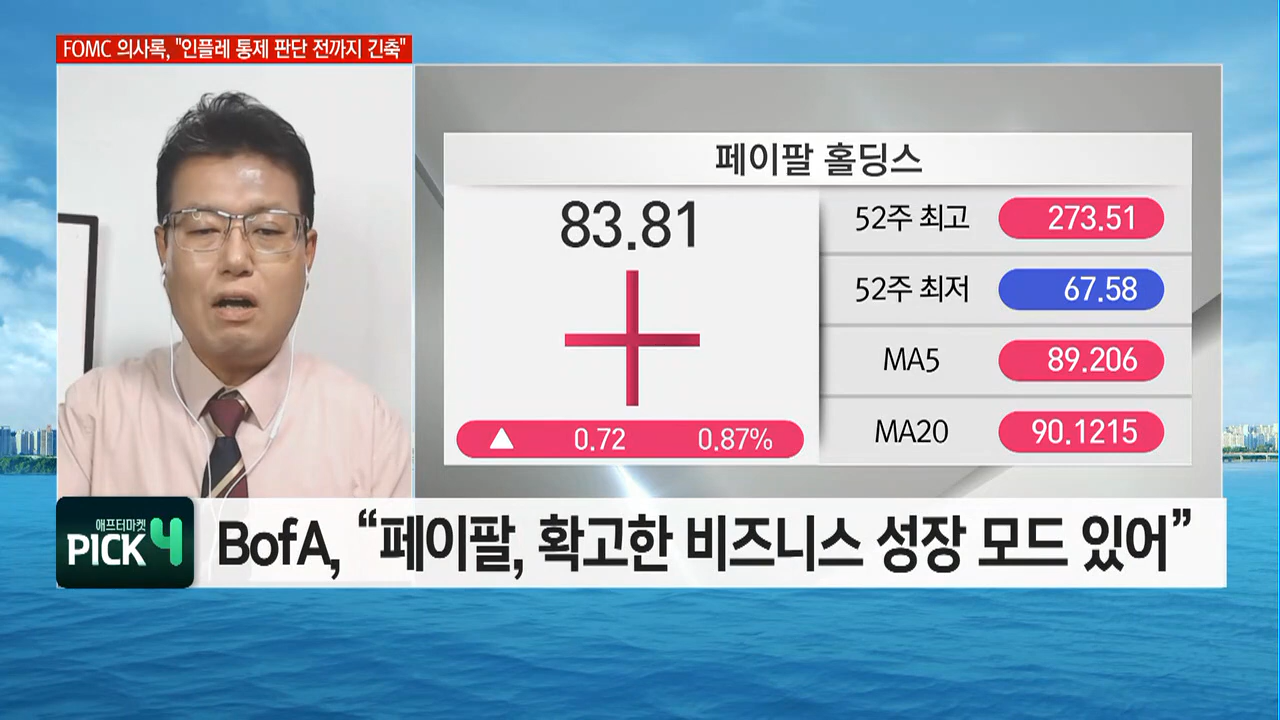 FOMC 의사록, "인플레 통제 판단 전까지 긴축"
페이팔 홀딩스
83.81
▲ 0.72 0.87%
52주 최고 273.51
52주 최저 67.58
MA5 89.206
MA20 90.1215
애프터마켓
PICK 4
BofA, “페이팔, 확고한 비즈니스 성장 모드 있어”